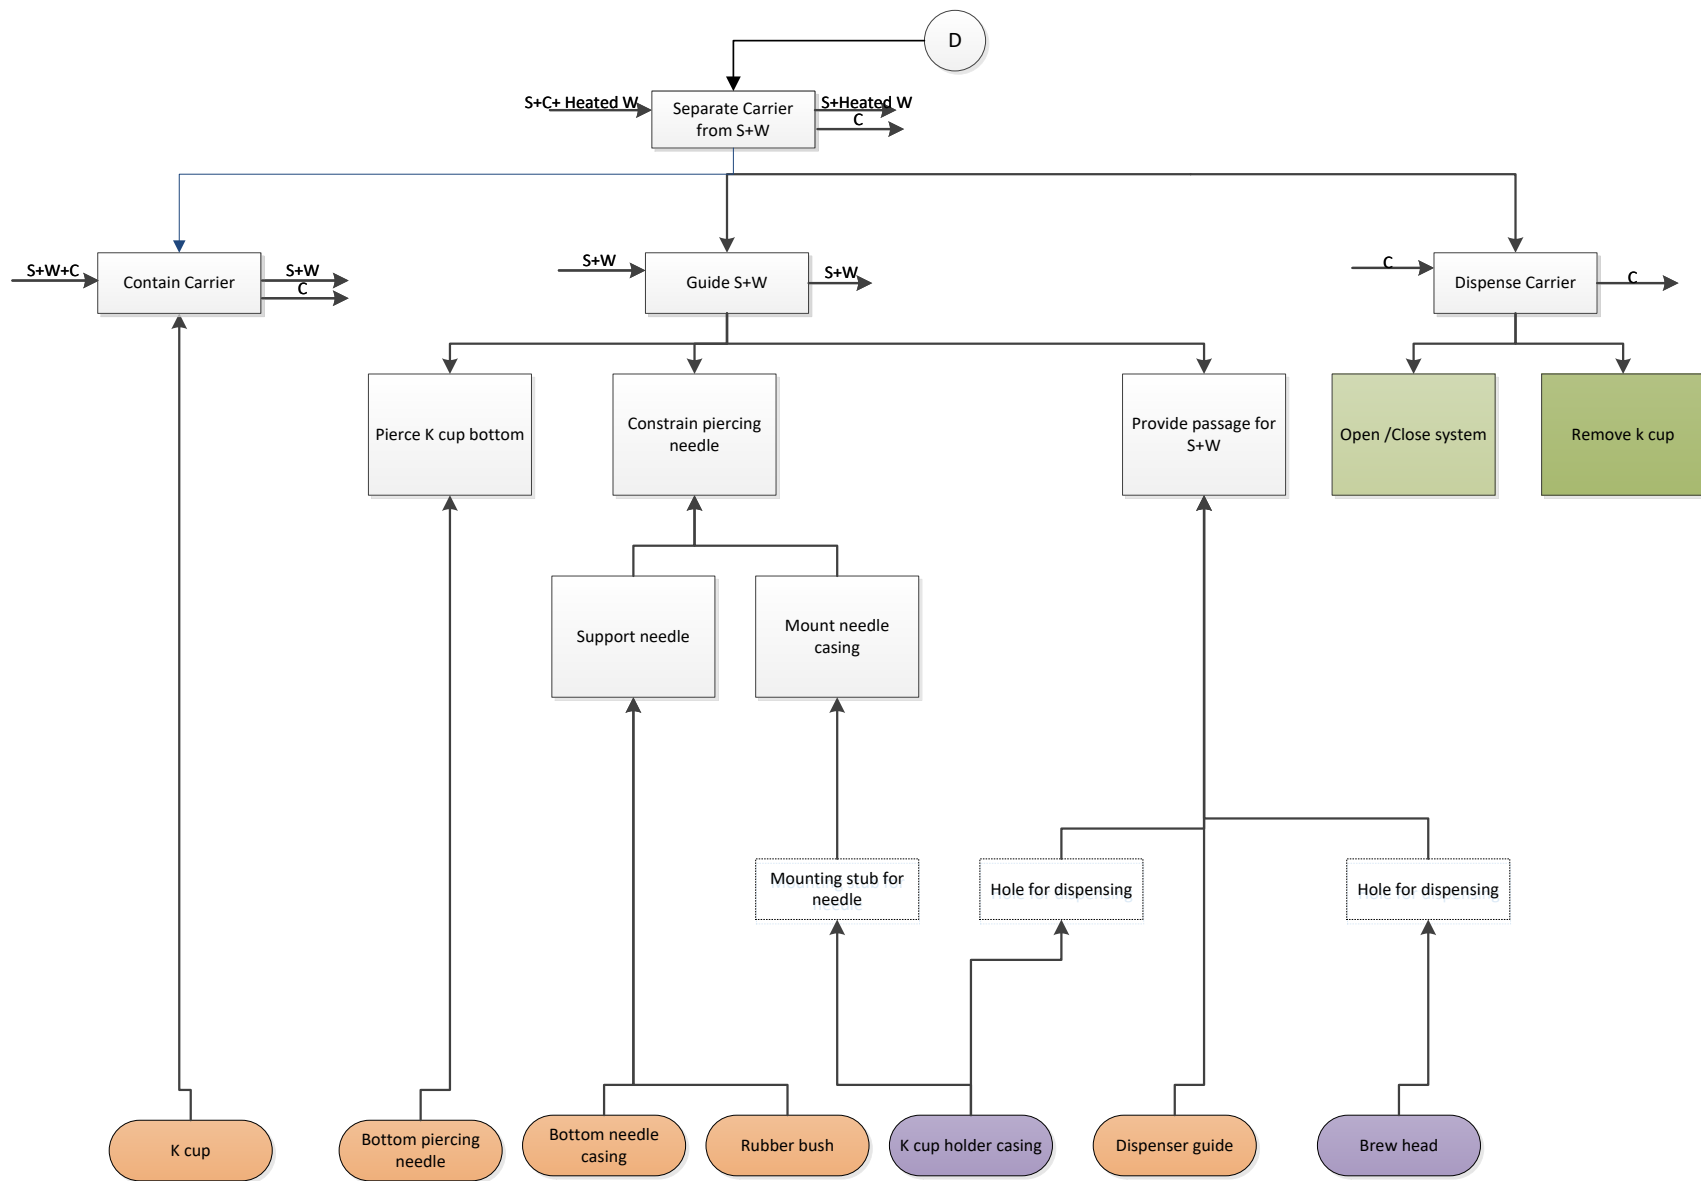 D
S+C+ Heated W
Separate Carrier
from S+W
S+Heated W
C
S+W+C
Contain Carrier
S+W
C
S+W
Guide S+W
S+W
C
Dispense Carrier
C
Pierce K cup bottom
Constrain piercing
needle
Provide passage for
S+W
Open /Close system
Remove k cup
Support needle
Mount needle
casing
Mounting stub for
needle
Hole for dispensing
Hole for dispensing
K cup
Bottom piercing
needle
Bottom needle
casing
Rubber bush
K cup holder casing
Dispenser guide
Brew head